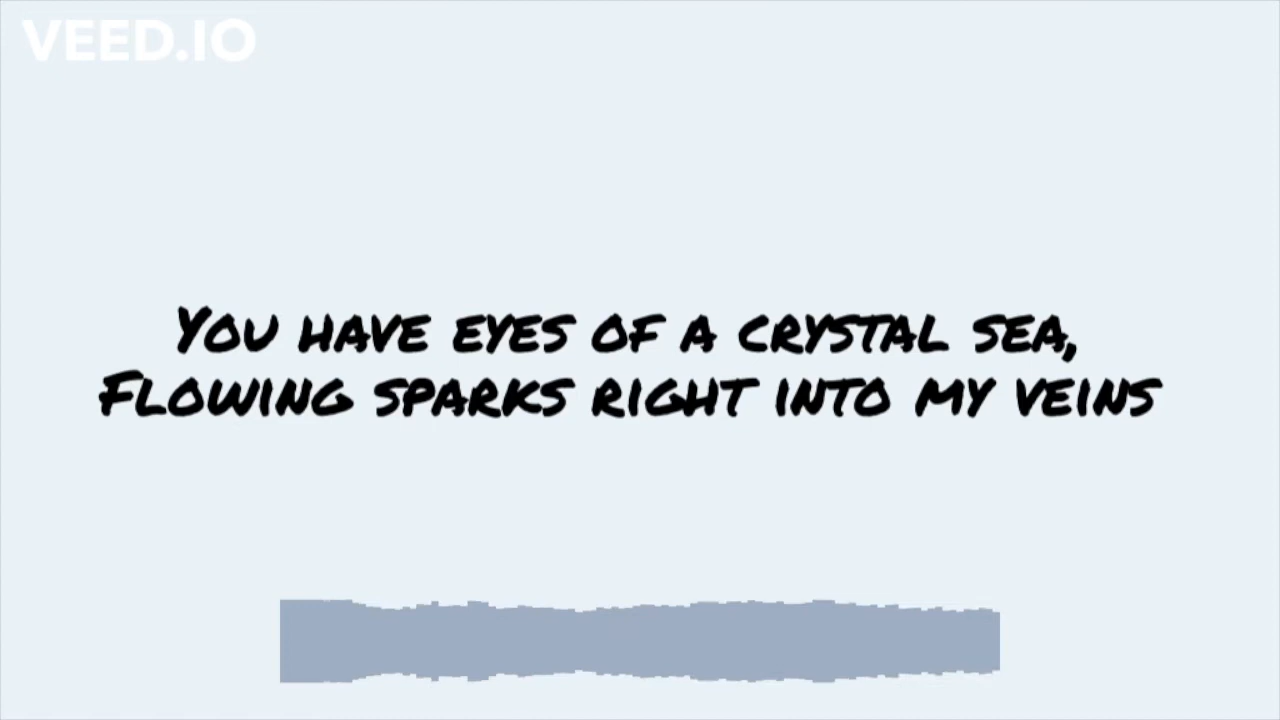 VEED.IO
You have eyes of a crystal sea,
Flowing sparks right into my veins